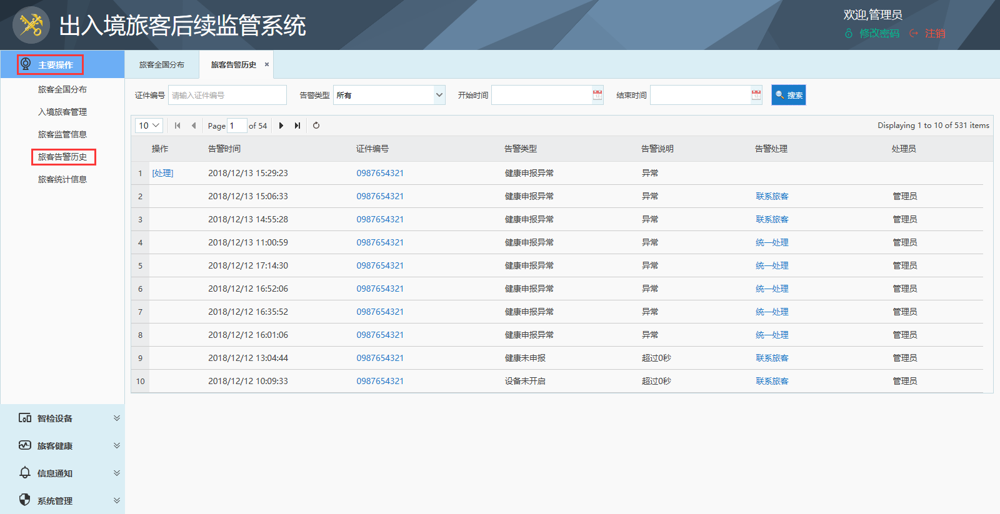 出入境旅客后续监管系统
欢迎,管理员
修改密码 注销
主要操作
旅客全国分布
入境旅客管理
旅客监管信息
旅客告警历史
旅客统计信息
智检设备
旅客健康
信息通知
系统管理
旅客全国分布 旅客告警历史 ×
证件编号 请输入证件编号 告警类型 所有 开始时间 结束时间 搜索
10 Page 1 of 54 Displaying 1 to 10 of 531 items
操作 告警时间 证件编号 告警类型 告警说明 告警处理 处理员
1 [处理] 2018/12/13 15:29:23 0987654321 健康申报异常 异常
2 2018/12/13 15:06:33 0987654321 健康申报异常 异常 联系旅客 管理员
3 2018/12/13 14:55:28 0987654321 健康申报异常 异常 联系旅客 管理员
4 2018/12/13 11:00:59 0987654321 健康申报异常 异常 统一处理 管理员
5 2018/12/12 17:14:30 0987654321 健康申报异常 异常 统一处理 管理员
6 2018/12/12 16:52:06 0987654321 健康申报异常 异常 统一处理 管理员
7 2018/12/12 16:35:52 0987654321 健康申报异常 异常 统一处理 管理员
8 2018/12/12 16:01:06 0987654321 健康申报异常 异常 统一处理 管理员
9 2018/12/12 13:04:44 0987654321 健康未申报 超过0秒 联系旅客 管理员
10 2018/12/12 10:09:33 0987654321 设备未开启 超过0秒 联系旅客 管理员